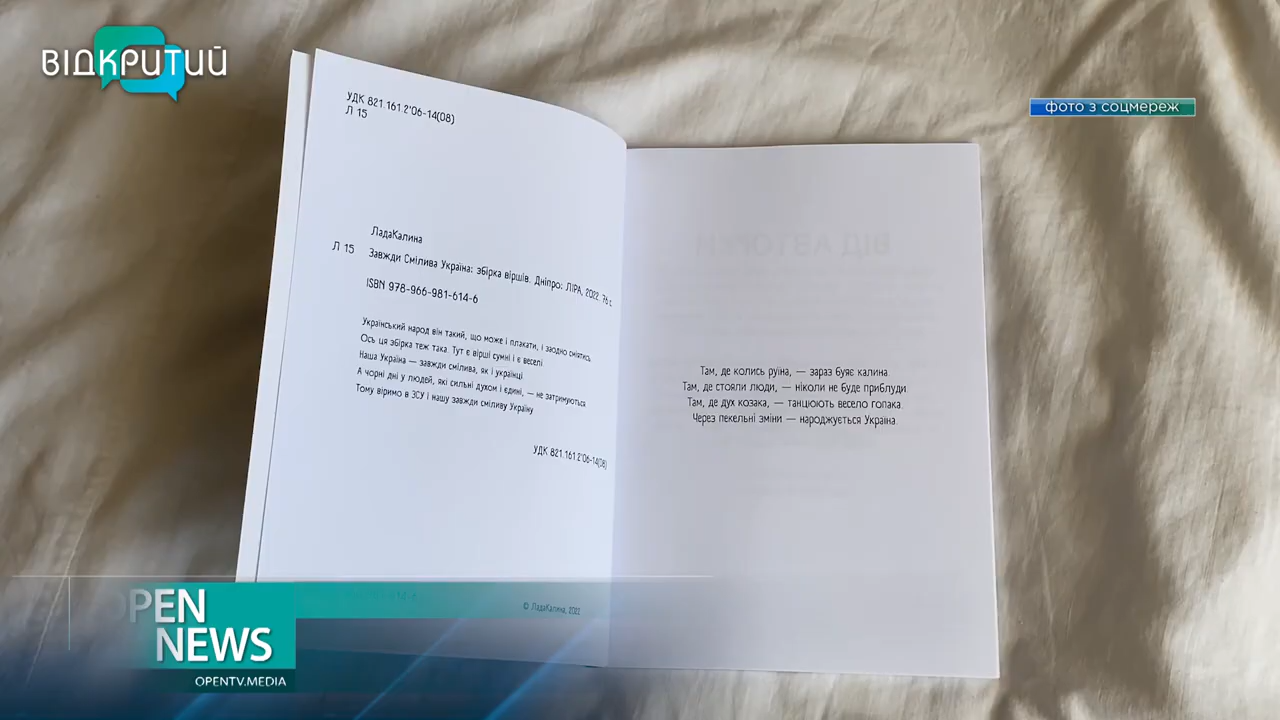 ВІДКРИТИЙ
фото з соцмереж
УДК 821.161.2'06-14(08)
Л 15
ЛадаКалина
Л 15
Завжди Смілива Україна: збірка віршів. Дніпро: ЛІРА, 2022. 76 с.
ISBN 978-966-981-614-6
Український народ він такий, що може і плакати, і заодно сміятись
Ось ця збірка теж така. Тут є вірші сумні і є веселі
Наша Україна — завжди смілива, як і українці
А чорні дні у людей, які сильні духом і єдині, — не затримуються
Тому віримо в ЗСУ і нашу завжди сміливу Україну
УДК 821.161.2'06-14(08)
© ЛадаКалина, 2022
ВІД АВТОРКИ
Там, де колись руїна, — зараз буяє калина.
Там, де стояли люди, — ніколи не буде приблуди
Там, де дух козака, — танцюють весело гопака.
Через пекельні зміни — народжується Україна.
OPEN
NEWS
OPENTV.MEDIA